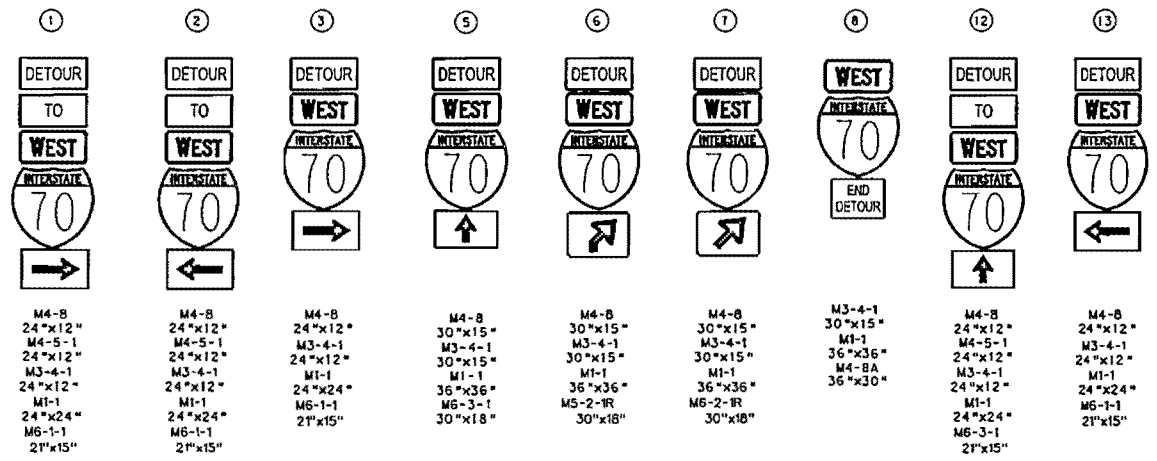 1
DETOUR
TO
WEST
INTERSTATE
70
M4-8
24"x12"
M4-5-1
24"x12"
M3-4-1
24"x12"
M1-1
24"x24"
M6-1-1
21"x15"
2
DETOUR
TO
WEST
INTERSTATE
70
M4-8
24"x12"
M4-5-1
24"x12"
M3-4-1
24"x12"
M1-1
24"x24"
M6-1-1
21"x15"
3
DETOUR
WEST
INTERSTATE
70
M4-8
24"x12"
M3-4-1
24"x12"
M1-1
24"x24"
M6-1-1
21"x15"
5
DETOUR
WEST
INTERSTATE
70
M4-8
30"x15"
M3-4-1
30"x15"
M1-1
36"x36"
M6-3-1
30"x18"
6
DETOUR
WEST
INTERSTATE
70
M4-8
30"x15"
M3-4-1
30"x15"
M1-1
36"x36"
M5-2-1R
30"x18"
7
DETOUR
WEST
INTERSTATE
70
M4-8
30"x15"
M3-4-1
30"x15"
M1-1
36"x36"
M6-2-1R
30"x18"
8
WEST
INTERSTATE
70
END
DETOUR
M3-4-1
30"x15"
M1-1
36"x36"
M4-8A
36"x30"
12
DETOUR
TO
WEST
INTERSTATE
70
M4-8
24"x12"
M4-5-1
24"x12"
M3-4-1
24"x12"
M1-1
24"x24"
M6-3-1
21"x15"
13
DETOUR
WEST
INTERSTATE
70
M4-8
24"x12"
M3-4-1
24"x12"
M1-1
24"x24"
M6-1-1
21"x15"